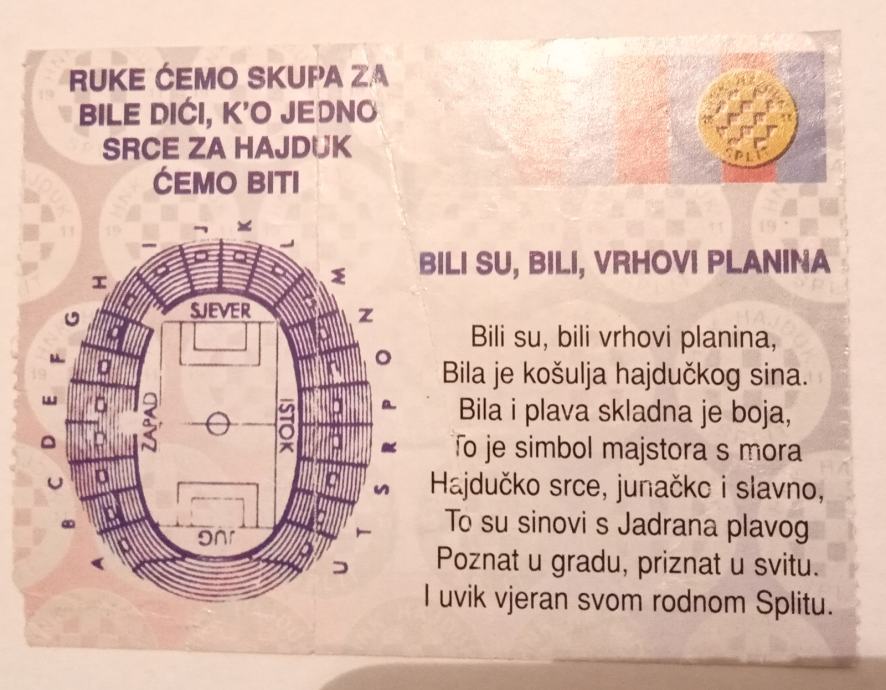 RUKE ĆEMO SKUPA ZA
BILE DIĆI, K'O JEDNO
SRCE ZA HAJDUK
ĆEMO BITI
A
B
C
D
E
F
G
H
I
J
K
L
M
N
O
P
R
S
T
U
SJEVER
ZAPAD
ISTOK
JUG
HAJDUK
SPLIT
BILI SU, BILI, VRHOVI PLANINA
Bili su, bili vrhovi planina,
Bila je košulja hajdučkog sina.
Bila i plava skladna je boja,
To je simbol majstora s mora
Hajdučko srce, junačko i slavno,
To su sinovi s Jadrana plavog
Poznat u gradu, priznat u svitu.
I uvik vjeran svom rodnom Splitu.